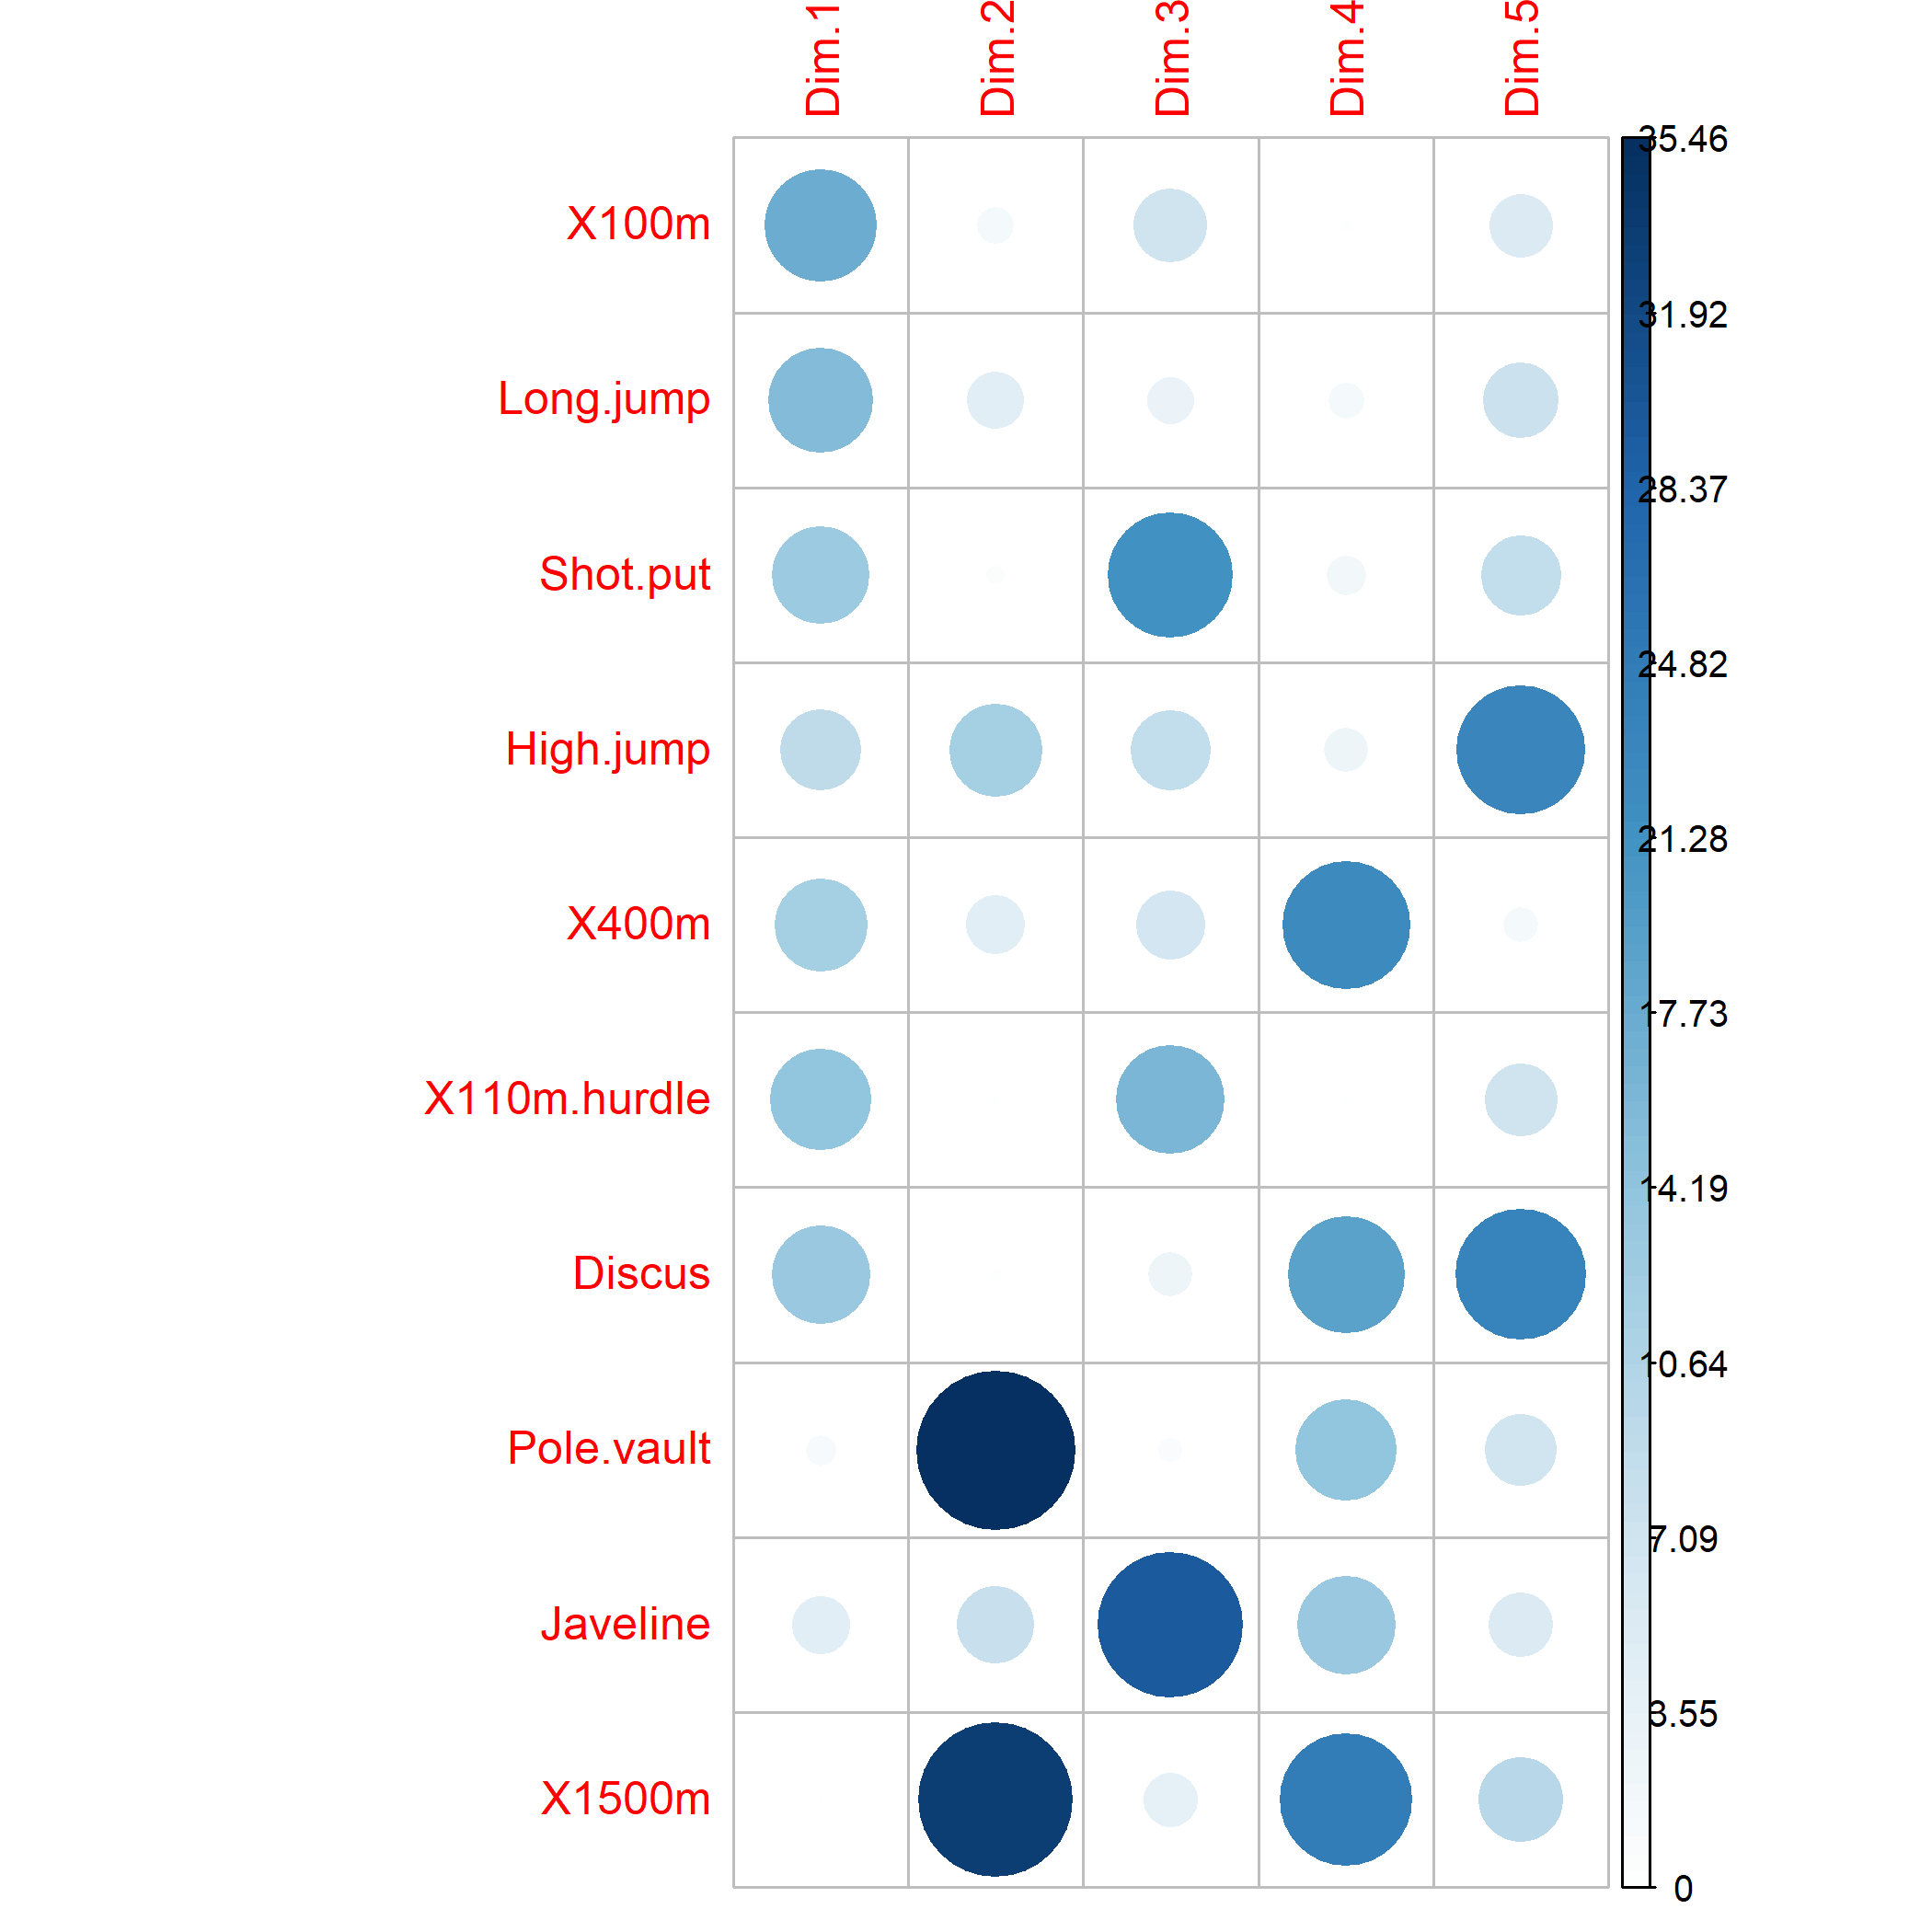 Dim.1 Dim.2 Dim.3 Dim.4 Dim.5
35.46
X100m
31.92
Long.jump
28.37
Shot.put
24.82
High.jump
21.28
X400m
17.73
X110m.hurdle
14.19
Discus
10.64
Pole.vault
7.09
Javeline
3.55
X1500m
0